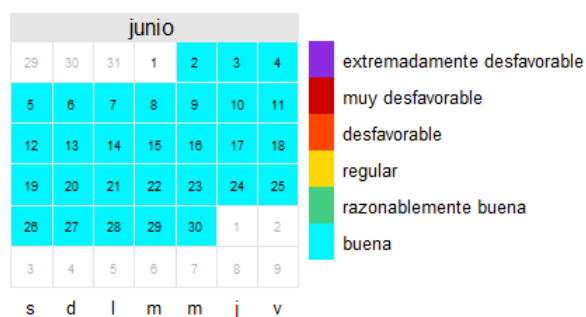 junio
29 30 31 1 2 3 4
5 6 7 8 9 10 11
12 13 14 15 16 17 18
19 20 21 22 23 24 25
26 27 28 29 30 1 2
3 4 5 6 7 8 9
s d l m m j v
extremadamente desfavorable
muy desfavorable
desfavorable
regular
razonablemente buena
buena